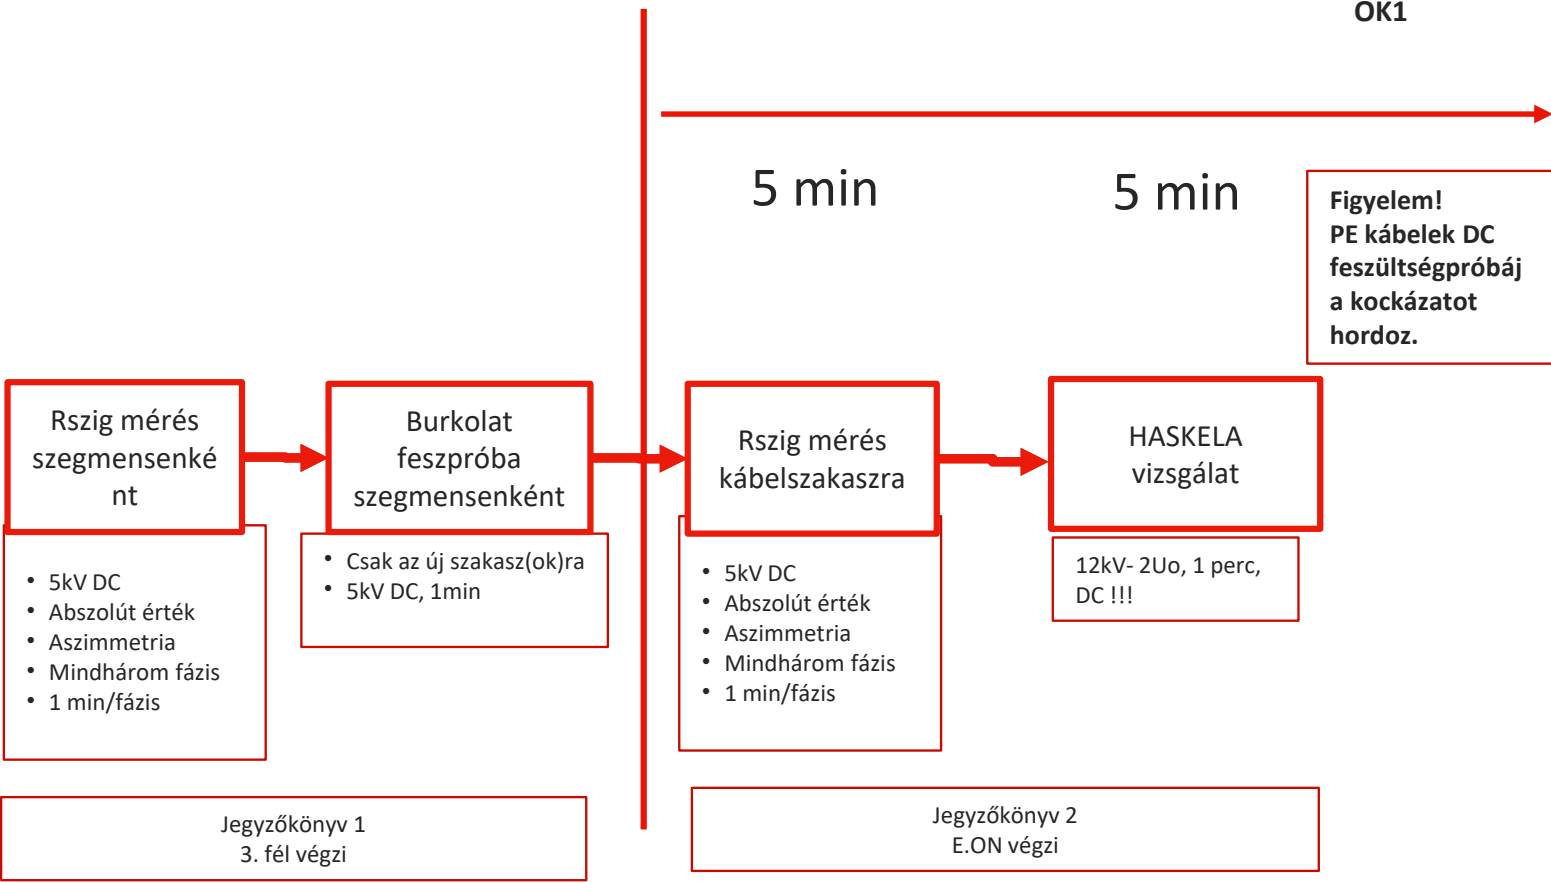 OK1
5 min
5 min
Figyelem!
PE kábelek DC
feszültségpróbáj
a kockázatot
hordoz.
Rszig mérés
szegmensenké
nt
Burkolat
feszpróba
szegmensenként
Rszig mérés
kábelszakaszra
HASKELA
vizsgálat
• 5kV DC
• Abszolút érték
• Aszimmetria
• Mindhárom fázis
• 1 min/fázis
• Csak az új szakasz(ok)ra
• 5kV DC, 1min
• 5kV DC
• Abszolút érték
• Aszimmetria
• Mindhárom fázis
• 1 min/fázis
12kV- 2Uo, 1 perc,
DC !!!
Jegyzőkönyv 1
3. fél végzi
Jegyzőkönyv 2
E.ON végzi